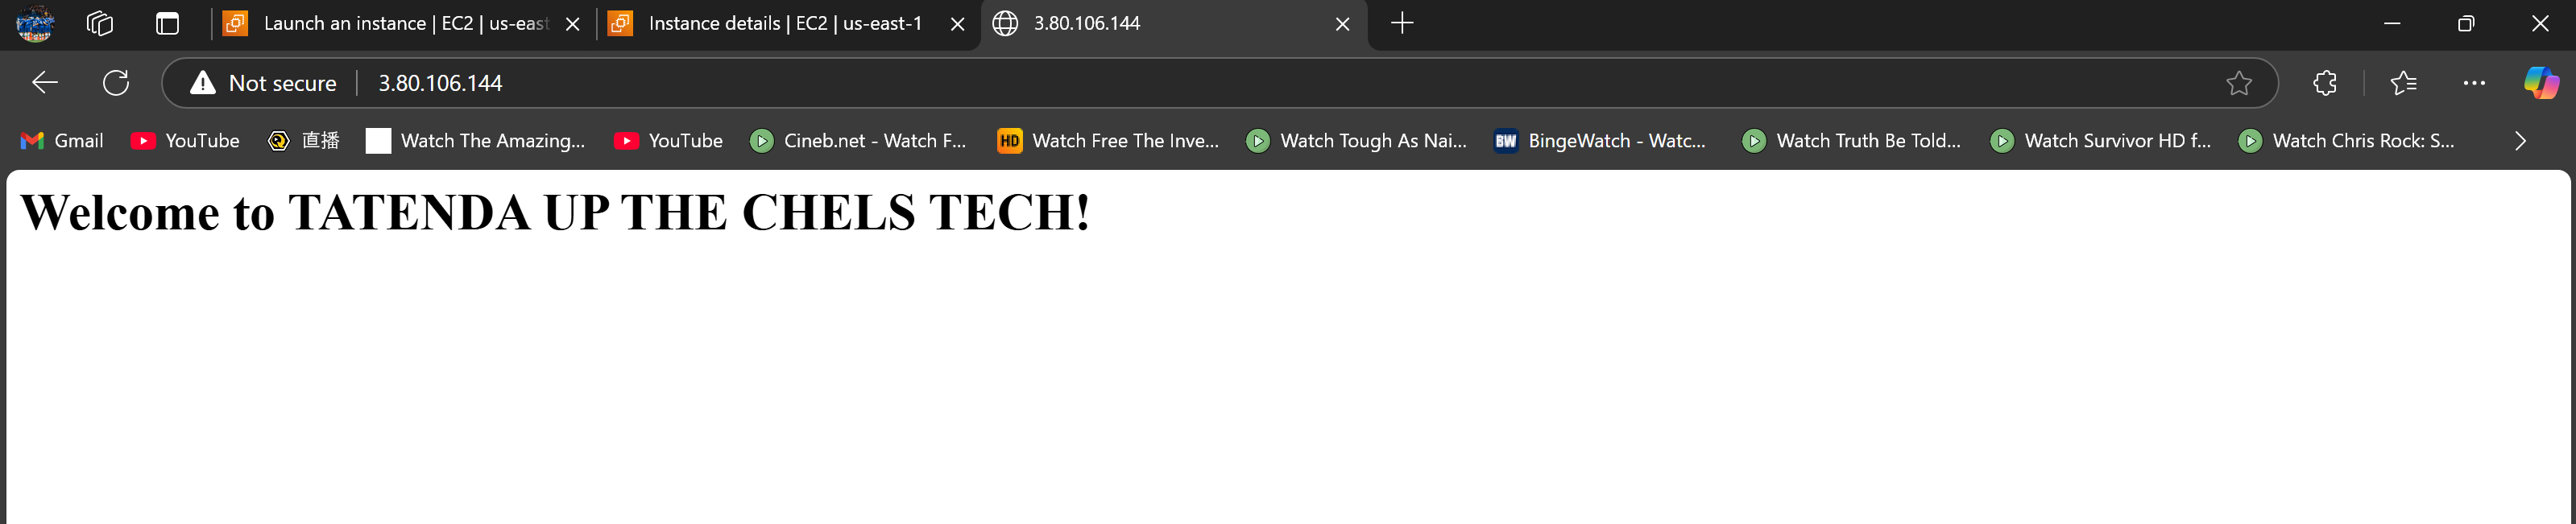 Launch an instance | EC2 | us-east
Instance details | EC2 | us-east-1
3.80.106.144
Not secure
3.80.106.144
Gmail
YouTube
直播
Watch The Amazing...
YouTube
Cineb.net - Watch F...
HD
Watch Free The Inve...
Watch Tough As Nai...
BW
BingeWatch - Watc...
Watch Truth Be Told...
Watch Survivor HD f...
Watch Chris Rock: S...
Welcome to TATENDA UP THE CHELS TECH!